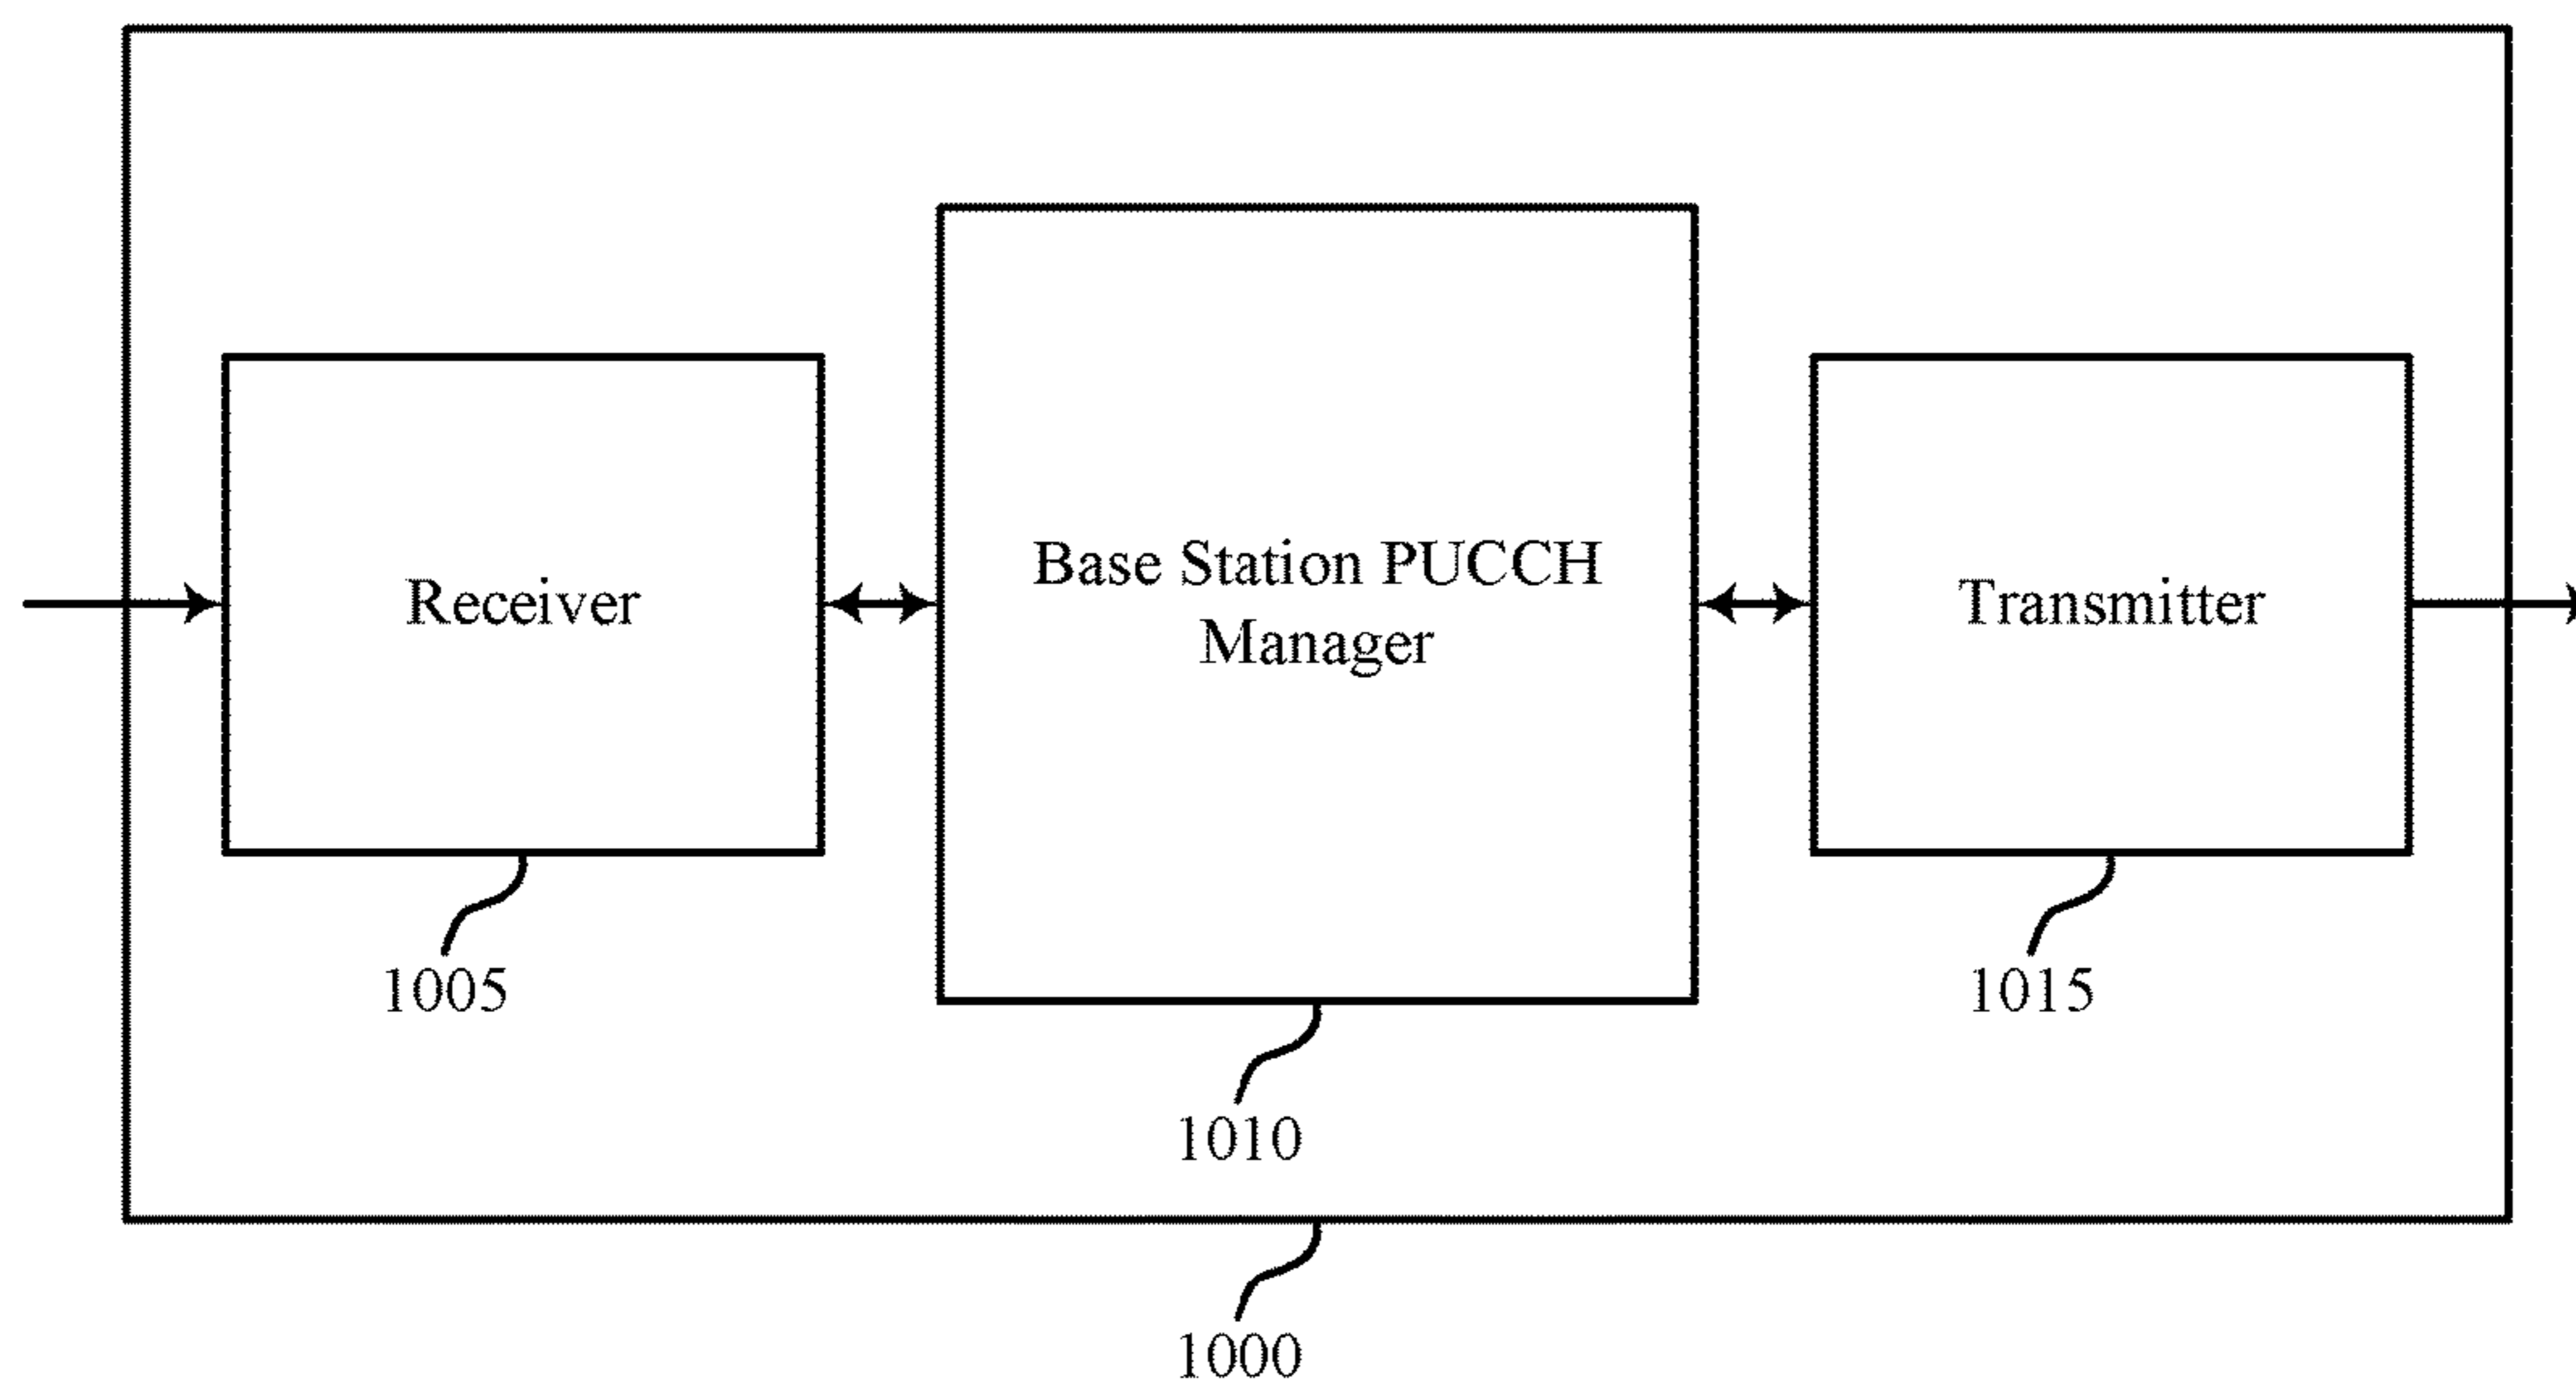 Receiver
Base Station PUCCH
Manager
Transmitter
1005
1015
1010
1000